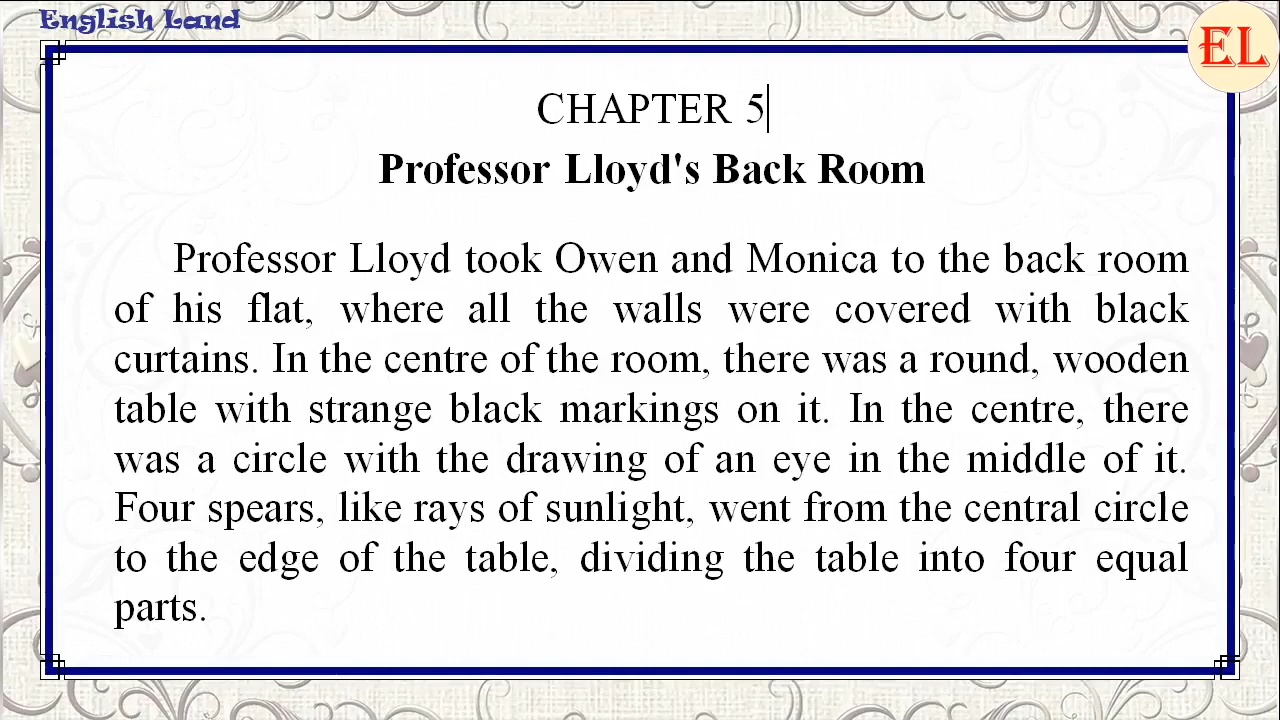 English Land
EL
CHAPTER 5
Professor Lloyd's Back Room
Professor Lloyd took Owen and Monica to the back room
of his flat, where all the walls were covered with black
curtains. In the centre of the room, there was a round, wooden
table with strange black markings on it. In the centre, there
was a circle with the drawing of an eye in the middle of it.
Four spears, like rays of sunlight, went from the central circle
to the edge of the table, dividing the table into four equal
parts.